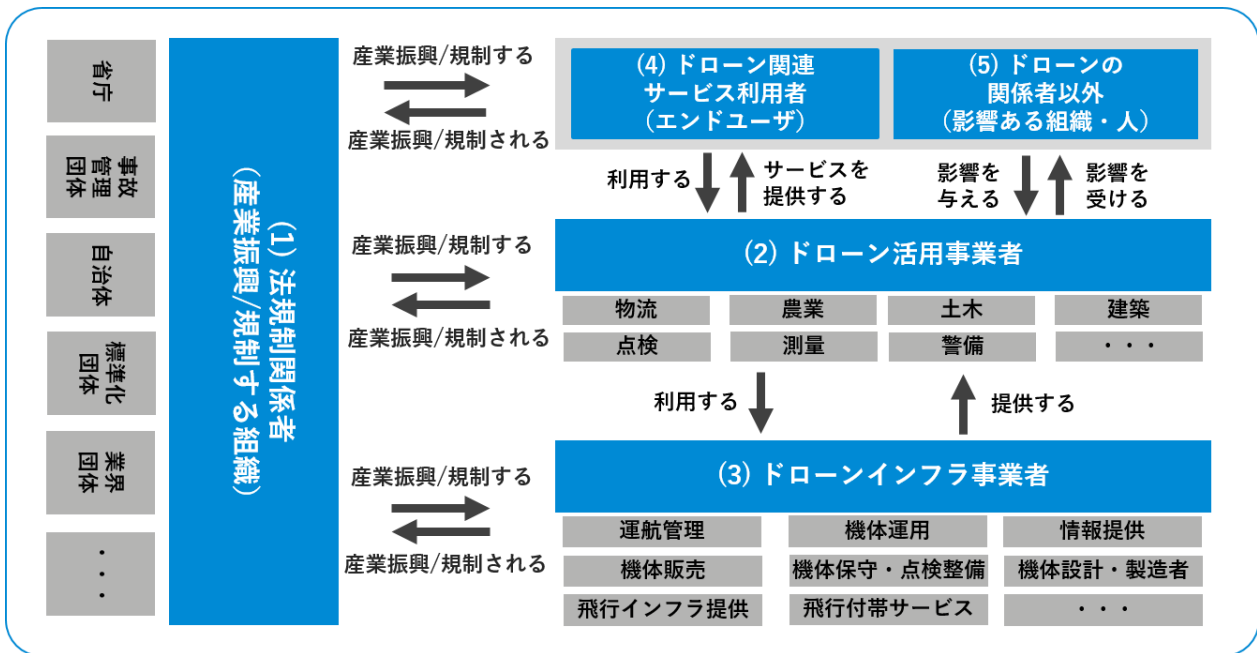 省庁
事故
管理
団体
自治体
標準化
団体
業界
団体
・・・
(1) 法規制関係者
(産業振興/規制する組織)
産業振興/規制する
産業振興/規制される
(4) ドローン関連
サービス利用者
(エンドユーザ)
(5) ドローンの
関係者以外
(影響ある組織・人)
利用する
サービスを
提供する
影響を
与える
影響を
受ける
産業振興/規制する
産業振興/規制される
(2) ドローン活用事業者
物流
農業
土木
建築
点検
測量
警備
・・・
利用する
提供する
産業振興/規制する
産業振興/規制される
(3) ドローンインフラ事業者
運航管理
機体運用
情報提供
機体販売
機体保守・点検整備
機体設計・製造者
飛行インフラ提供
飛行付帯サービス
・・・